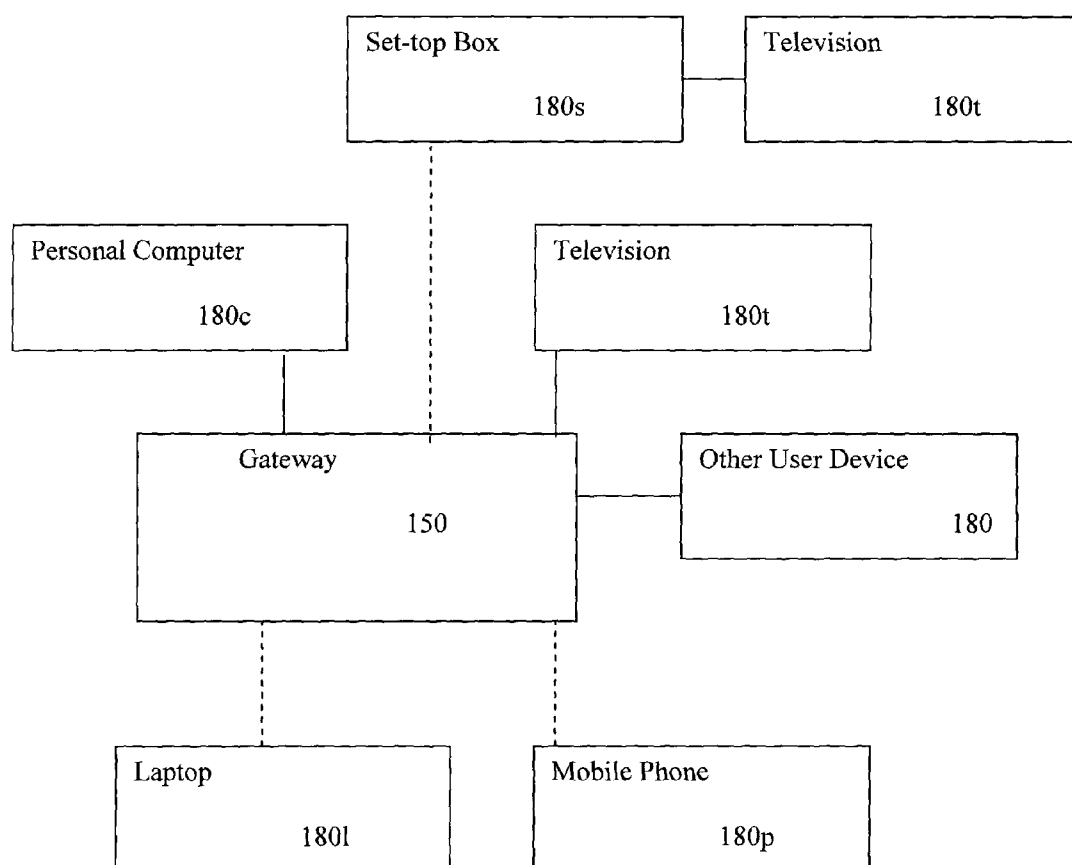 Set-top Box
180s
Television
180t
Personal Computer
180c
Television
180t
Gateway
150
Other User Device
180
Laptop
180l
Mobile Phone
180p